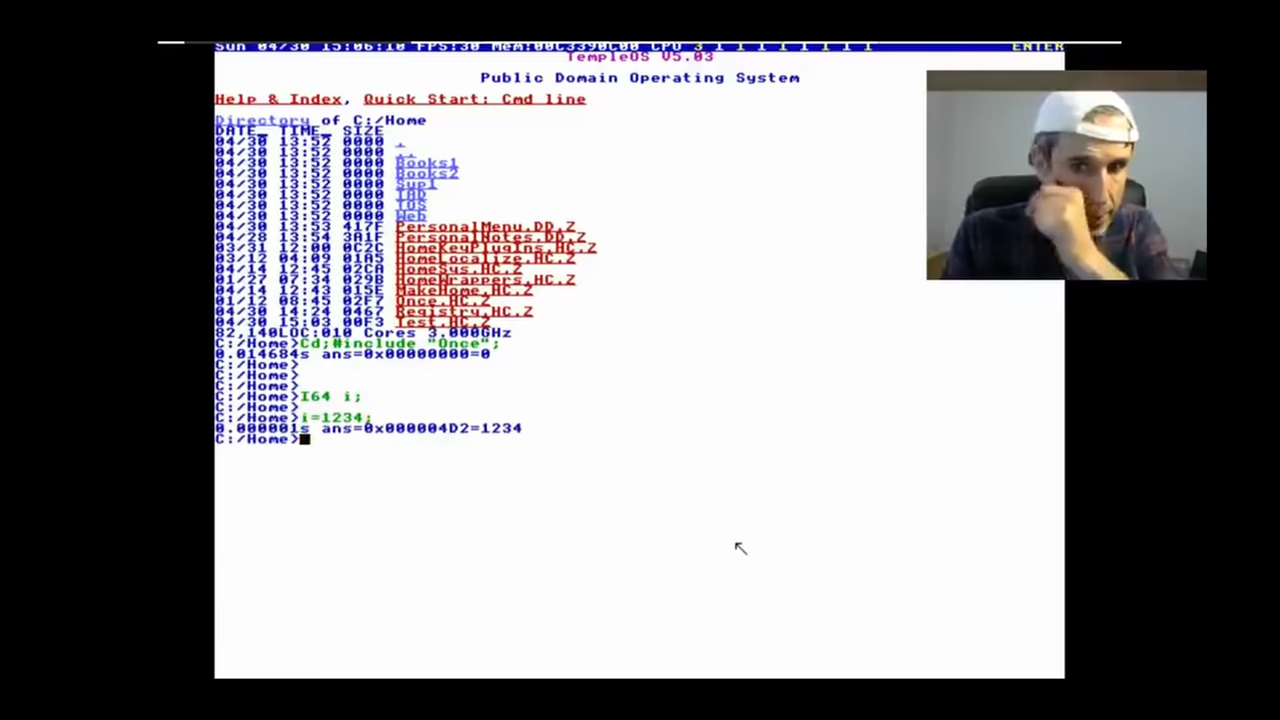 Sun 04/30 15:06:10 FPS:30 Mem:00C3390C00 CPU 3 1 1 1 1 1 1 1 ENTER
TempleOS V5.03
Public Domain Operating System
Help & Index, Quick Start: Cmd line
Directory of C:/Home
DATE_ TIME_ SIZE
04/30 13:52 0000 .
04/30 13:52 0000 ..
04/30 13:52 0000 Books1
04/30 13:52 0000 Books2
04/30 13:52 0000 Sup1
04/30 13:52 0000 TAD
04/30 13:52 0000 TOS
04/30 13:52 0000 Web
04/30 13:53 417F PersonalMenu.DD.Z
04/28 13:54 3A1F PersonalNotes.DD.Z
03/31 12:00 0C2C HomeKeyPlugIns.HC.Z
03/12 04:09 01A5 HomeLocalize.HC.Z
04/14 12:45 02CA HomeSys.HC.Z
01/27 07:34 029B HomeWrappers.HC.Z
04/14 12:43 015E MakeHome.HC.Z
01/12 08:45 02F7 Once.HC.Z
04/30 14:24 0467 Registry.HC.Z
04/30 15:03 00F3 Test.HC.Z
82,140LOC:010 Cores 3.000GHz
C:/Home>Cd;#include "Once";
0.014684s ans=0x00000000=0
C:/Home>
C:/Home>
C:/Home>
C:/Home>I64 i;
C:/Home>
C:/Home>i=1234;
0.000001s ans=0x000004D2=1234
C:/Home>